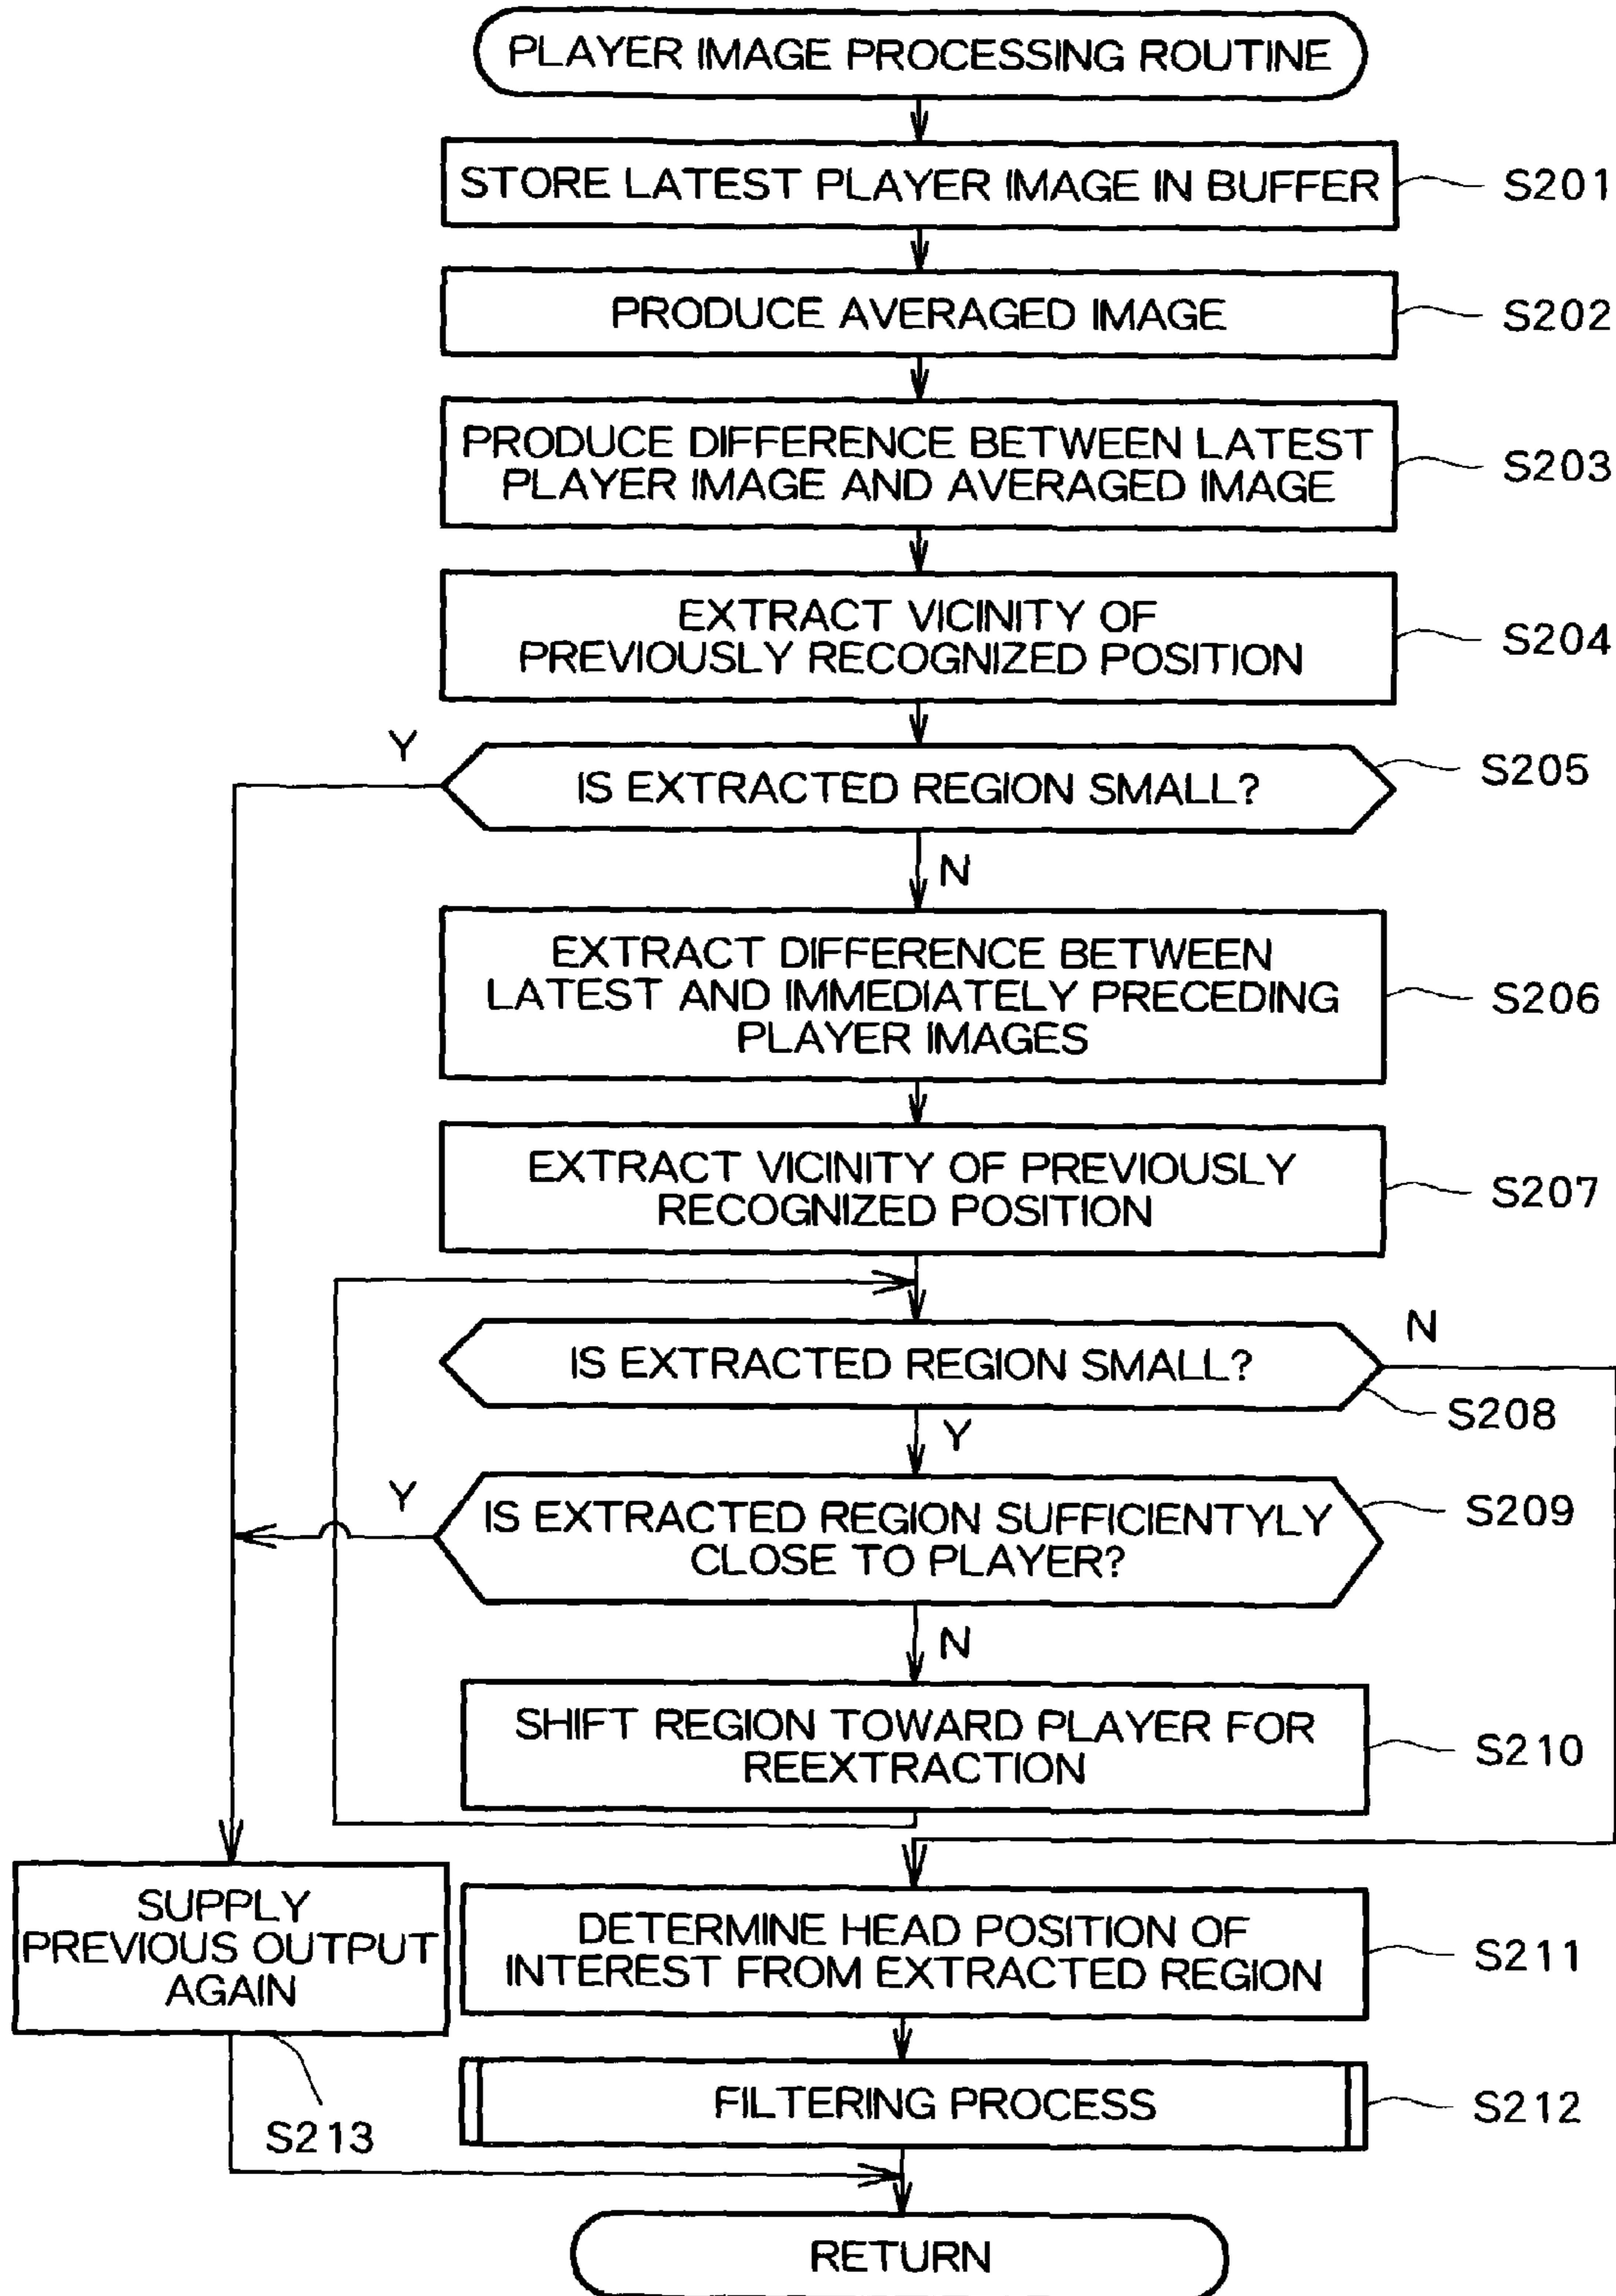 PLAYER IMAGE PROCESSING ROUTINE
STORE LATEST PLAYER IMAGE IN BUFFER
S201
PRODUCE AVERAGED IMAGE
S202
PRODUCE DIFFERENCE BETWEEN LATEST
PLAYER IMAGE AND AVERAGED IMAGE
S203
EXTRACT VICINITY OF
PREVIOUSLY RECOGNIZED POSITION
S204
Y
IS EXTRACTED REGION SMALL?
S205
N
EXTRACT DIFFERENCE BETWEEN
LATEST AND IMMEDIATELY PRECEDING
PLAYER IMAGES
S206
EXTRACT VICINITY OF PREVIOUSLY
RECOGNIZED POSITION
S207
IS EXTRACTED REGION SMALL?
N
S208
Y
Y
IS EXTRACTED REGION SUFFICIENTYLY
CLOSE TO PLAYER?
S209
N
SHIFT REGION TOWARD PLAYER FOR
REEXTRACTION
S210
SUPPLY
PREVIOUS OUTPUT
AGAIN
S213
DETERMINE HEAD POSITION OF
INTEREST FROM EXTRACTED REGION
S211
FILTERING PROCESS
S212
RETURN